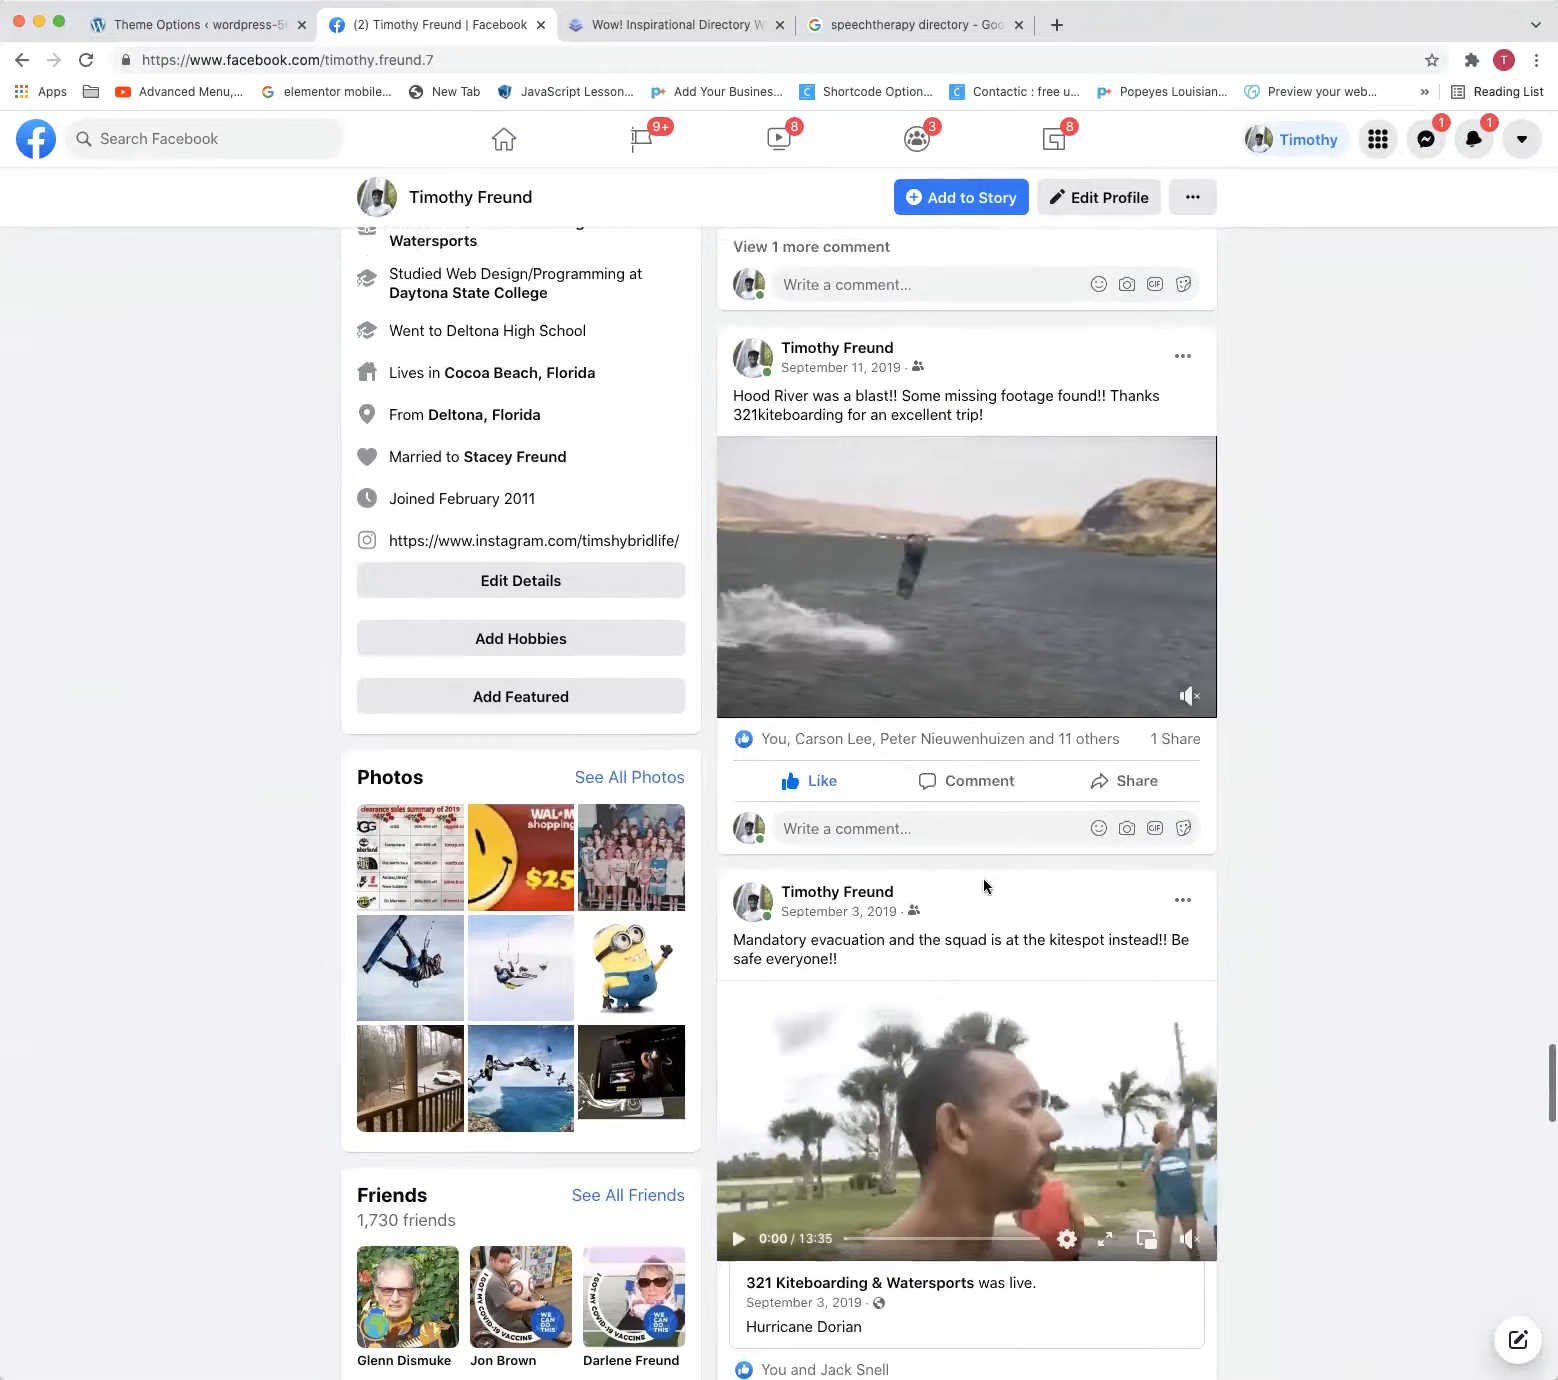 Theme Options ‹ wordpress-5
(2) Timothy Freund | Facebook
Wow! Inspirational Directory W
speechtherapy directory - Goo
https://www.facebook.com/timothy.freund.7
T
Apps
Advanced Menu,...
elementor mobile...
New Tab
JavaScript Lesson...
Add Your Busines...
Shortcode Option...
Contactic : free u...
Popeyes Louisian...
Preview your web...
»
Reading List
Search Facebook
9+
8
3
8
Timothy
1
1
Timothy Freund
Add to Story
Edit Profile
Watersports
Studied Web Design/Programming at
Daytona State College
Went to Deltona High School
Lives in Cocoa Beach, Florida
From Deltona, Florida
Married to Stacey Freund
Joined February 2011
https://www.instagram.com/timshybridlife/
Edit Details
Add Hobbies
Add Featured
Photos
See All Photos
clearance sales summary of 2019
WAL★M
shopping
$25
Friends
See All Friends
1,730 friends
I GOT MY COVID-19 VACCINE
WE CAN DO THIS
I GOT MY COVID-19 VACCINE
WE CAN DO THIS
Glenn Dismuke
Jon Brown
Darlene Freund
View 1 more comment
Write a comment...
GIF
Timothy Freund
September 11, 2019 ·
Hood River was a blast!! Some missing footage found!! Thanks
321kiteboarding for an excellent trip!
You, Carson Lee, Peter Nieuwenhuizen and 11 others
1 Share
Like
Comment
Share
Write a comment...
GIF
Timothy Freund
September 3, 2019 ·
Mandatory evacuation and the squad is at the kitespot instead!! Be
safe everyone!!
0:00 / 13:35
321 Kiteboarding & Watersports was live.
September 3, 2019 ·
Hurricane Dorian
You and Jack Snell